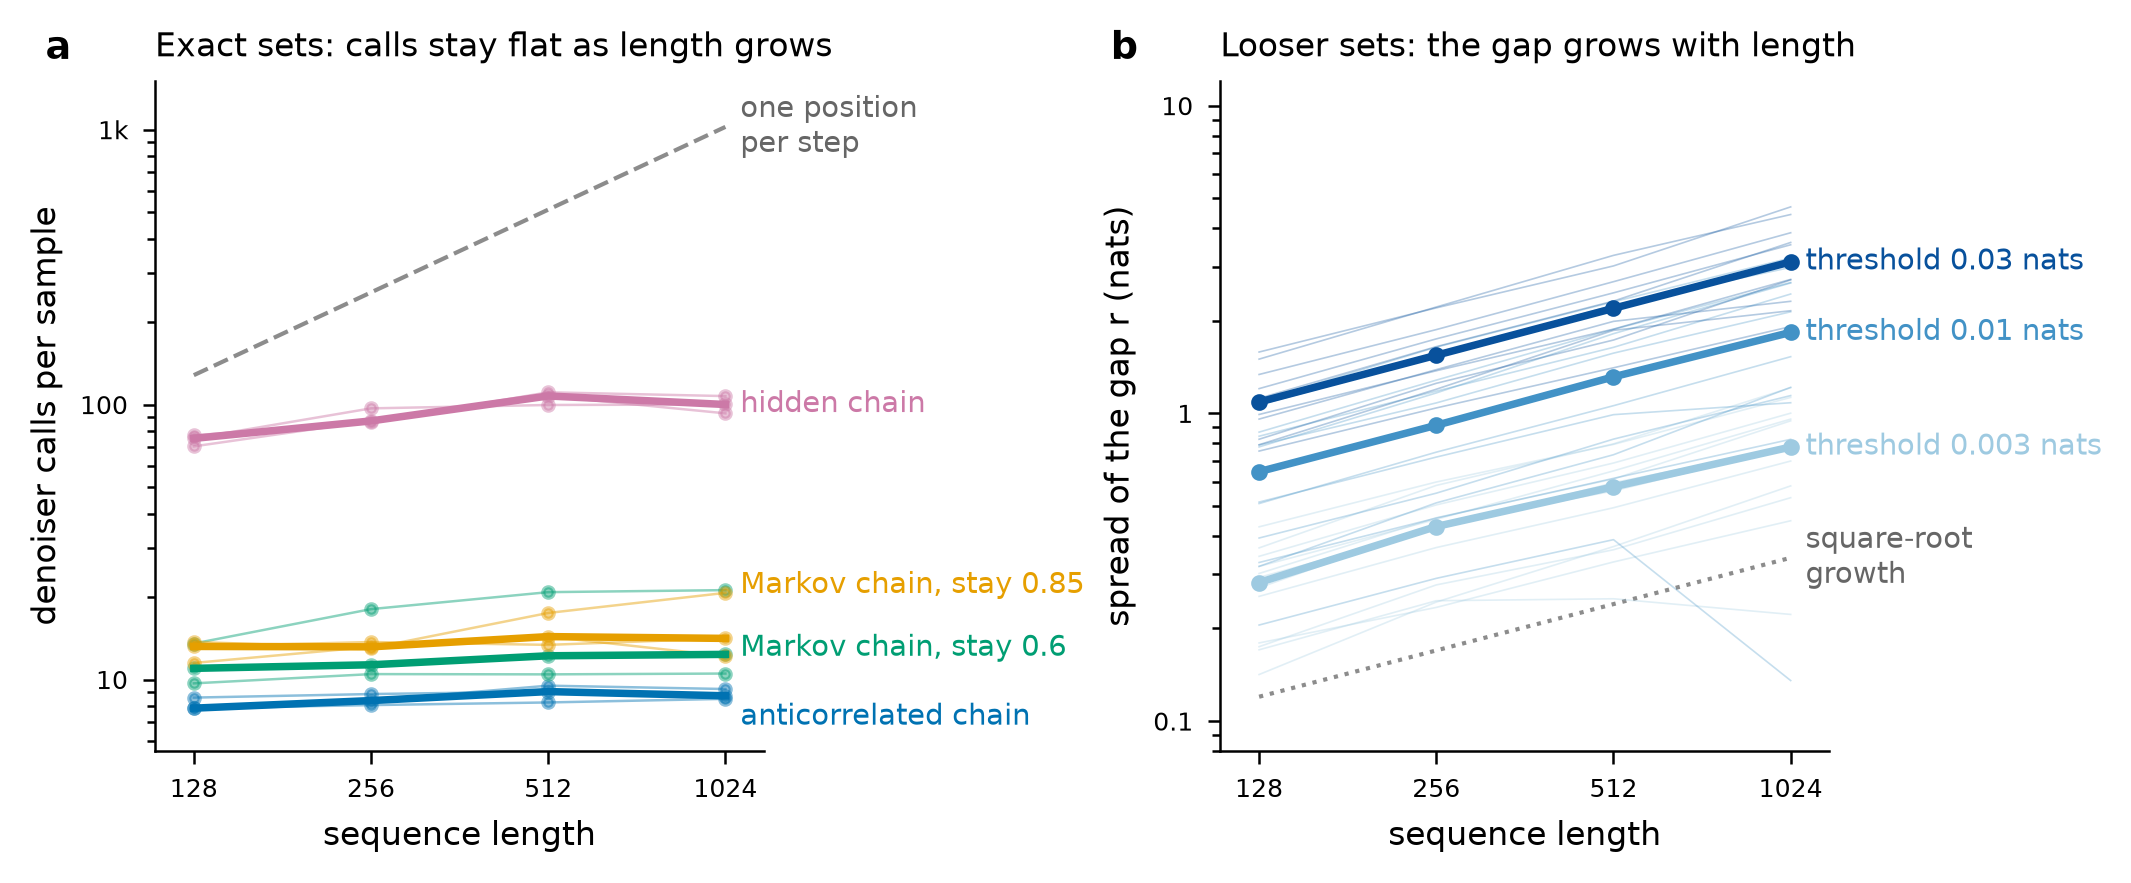 a
Exact sets: calls stay flat as length grows
denoiser calls per sample
1k
100
10
one position
per step
hidden chain
Markov chain, stay 0.85
Markov chain, stay 0.6
anticorrelated chain
128
256
512
1024
sequence length
b
Looser sets: the gap grows with length
spread of the gap r (nats)
10
1
0.1
threshold 0.03 nats
threshold 0.01 nats
threshold 0.003 nats
square-root
growth
128
256
512
1024
sequence length